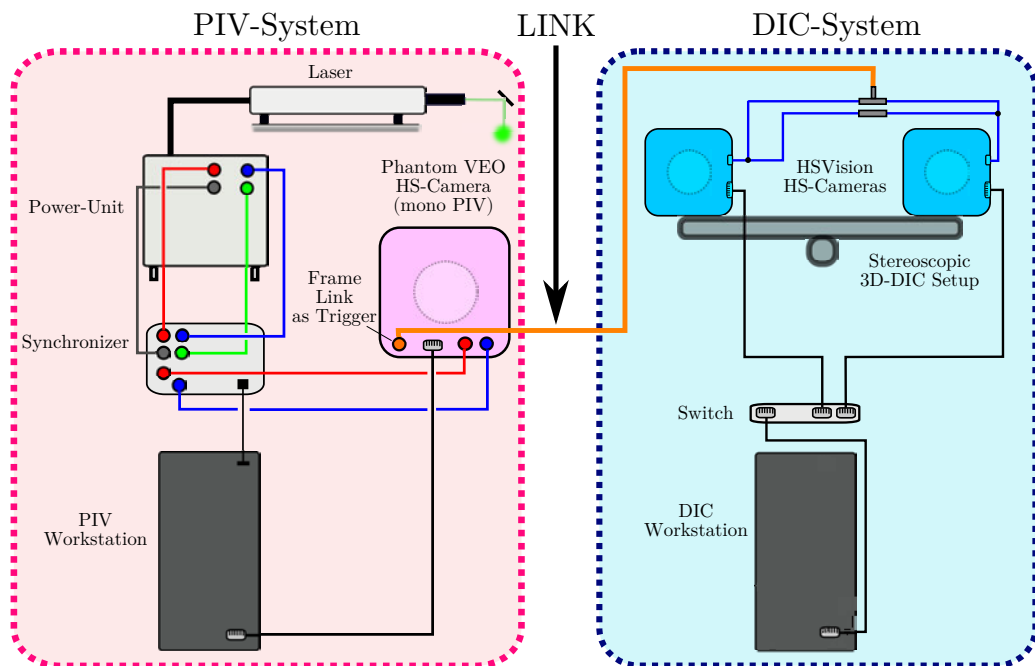 PIV-System
LINK
DIC-System
Laser
Phantom VEO
HS-Camera
(mono PIV)
Power-Unit
Frame
Link
as Trigger
Synchronizer
PIV
Workstation
HSVision
HS-Cameras
Stereoscopic
3D-DIC Setup
Switch
DIC
Workstation